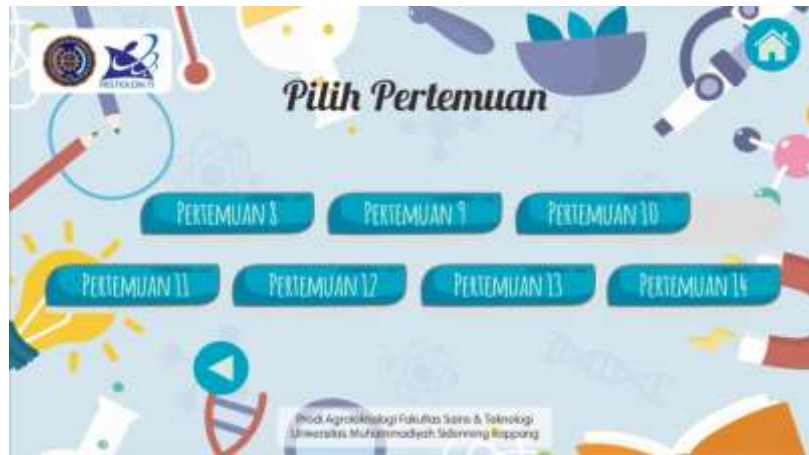 Pilih Pertemuan
PERTEMUAN 8
PERTEMUAN 9
PERTEMUAN 10
PERTEMUAN 11
PERTEMUAN 12
PERTEMUAN 13
PERTEMUAN 14
Prodi Agroteknologi Fakultas Sains & Teknologi
Universitas Muhammadiyah Sidenreng Rappang